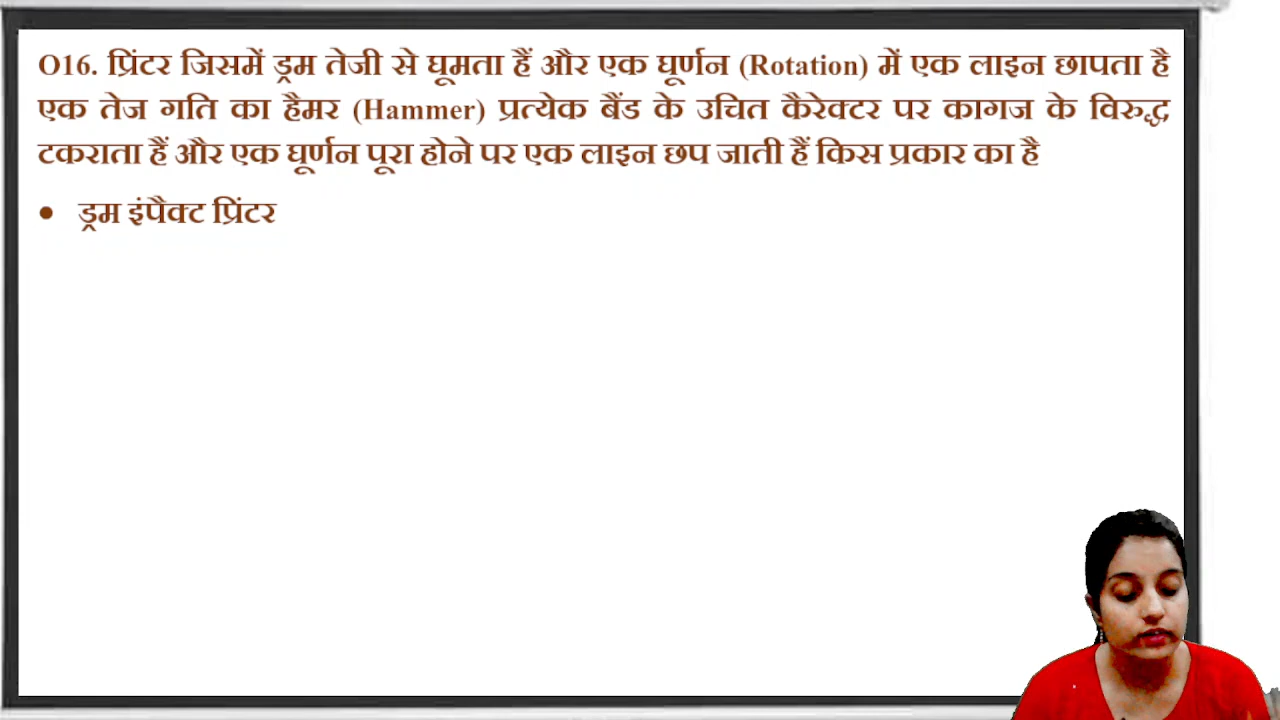 O16. प्रिंटर जिसमें ड्रम तेजी से घूमता हैं और एक घूर्णन (Rotation) में एक लाइन छापता है
एक तेज गति का हैमर (Hammer) प्रत्येक बैंड के उचित कैरेक्टर पर कागज के विरुद्ध
टकराता हैं और एक घूर्णन पूरा होने पर एक लाइन छप जाती हैं किस प्रकार का है
• ड्रम इंपैक्ट प्रिंटर